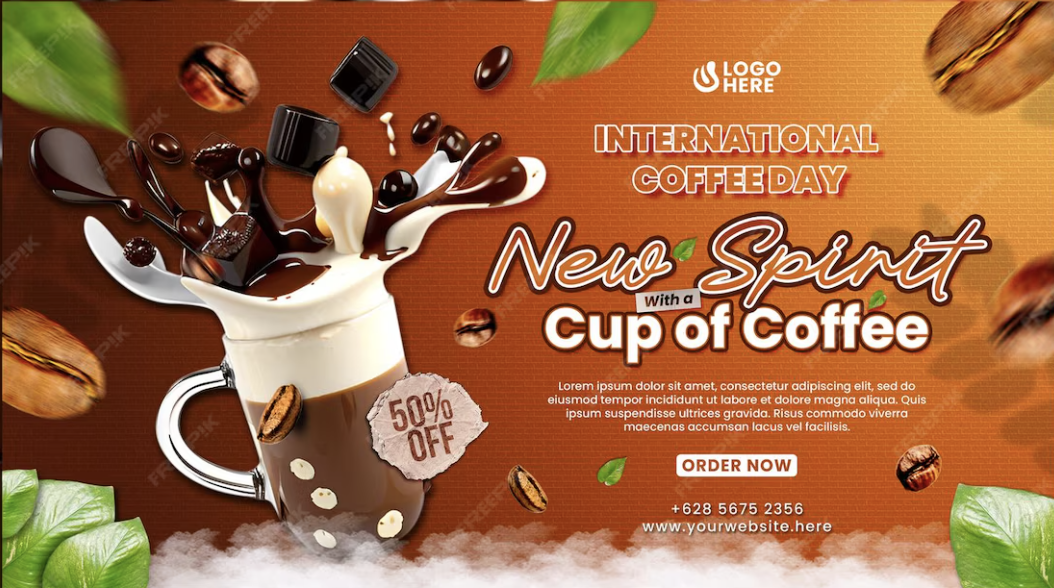 LOGO
HERE
INTERNATIONAL
COFFEE DAY
New Spirit
With a
Cup of Coffee
Lorem ipsum dolor sit amet, consectetur adipiscing elit, sed do
eiusmod tempor incididunt ut labore et dolore magna aliqua. Quis
ipsum suspendisse ultrices gravida. Risus commodo viverra
maecenas accumsan lacus vel facilisis.
50%
OFF
ORDER NOW
+628 5675 2356
www.yourwebsite.here
FREEPIK